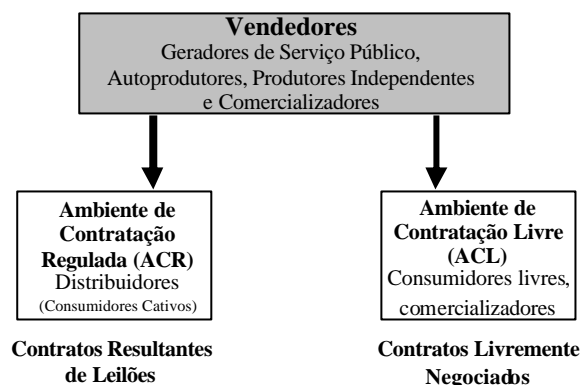 Vendedores
Geradores de Serviço Público,
Autoprodutores, Produtores Independentes
e Comercializadores
Ambiente de
Contratação
Regulada (ACR)
Distribuidores
(Consumidores Cativos)
Contratos Resultantes
de Leilões
Ambiente de
Contratação Livre
(ACL)
Consumidores livres,
comercializadores
Contratos Livremente
Negociados